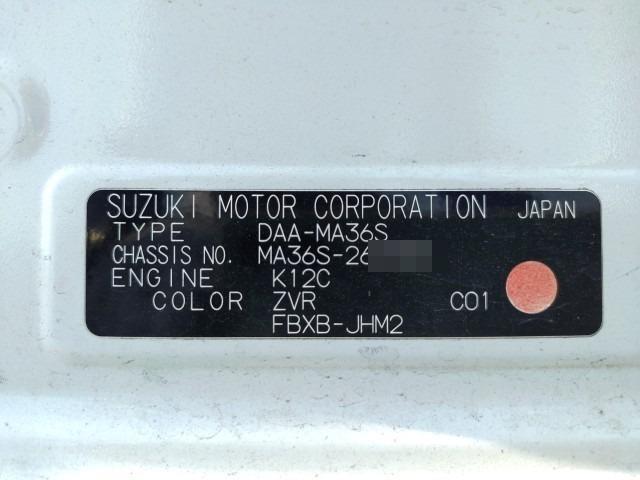 SUZUKI MOTOR CORPORATION JAPAN
TYPE DAA-MA36S
CHASSIS NO. MA36S-26
ENGINE K12C
COLOR ZVR C01
FBXB-JHM2